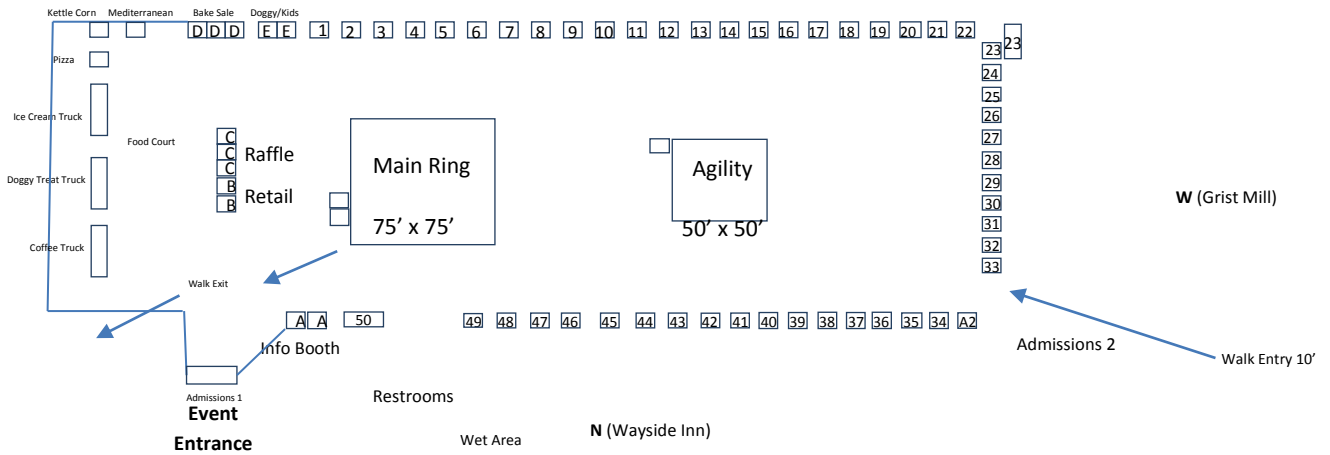 Kettle Corn Mediterranean Bake Sale Doggy/Kids
D D D E E 1 2 3 4 5 6 7 8 9 10 11 12 13 14 15 16 17 18 19 20 21 22
23 23
Pizza
24
25
Ice Cream Truck
26
Food Court
C
C Raffle
C
B Retail
B
Main Ring
75’ x 75’
Agility
50’ x 50’
27
28
29
30
31
32
33
W (Grist Mill)
Doggy Treat Truck
Coffee Truck
Walk Exit
A A 50 49 48 47 46 45 44 43 42 41 40 39 38 37 36 35 34 A2
Info Booth
Admissions 2
Walk Entry 10’
Admissions 1
Event
Entrance
Restrooms
Wet Area
N (Wayside Inn)